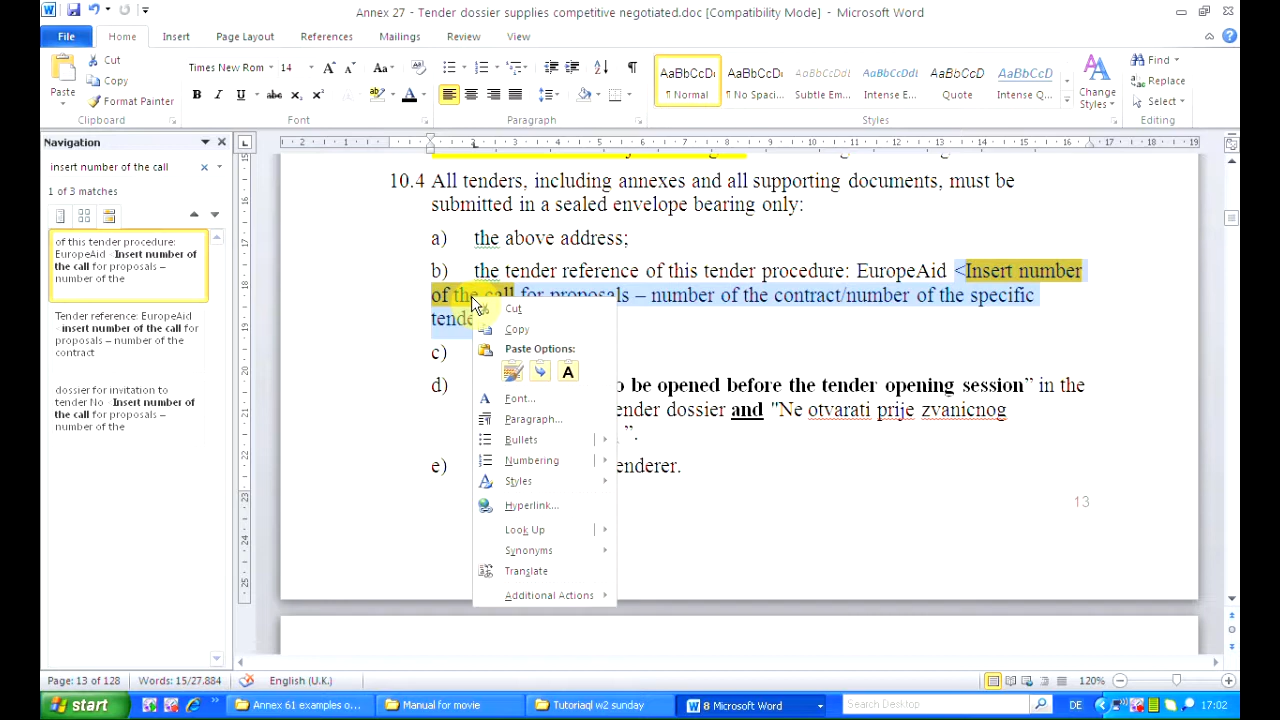 Annex 27 - Tender dossier supplies competitive negotiated.doc [Compatibility Mode] - Microsoft Word
File Home Insert Page Layout References Mailings Review View
Paste
Cut
Copy
Format Painter
Clipboard
Times New Rom 14
Font
Paragraph
AaBbCcDd AaBbCcDd AaBbCcDd AaBbCcDd AaBbCcDd AaBbCcDd
¶ Normal ¶ No Spaci... Subtle Em... Intense E... Quote Intense Q...
Change Styles
Styles
Find
Replace
Select
Editing
Navigation
insert number of the call
1 of 3 matches
of this tender procedure:
EuropeAid - Insert number
of the call for proposals –
number of the
Tender reference: EuropeAid
- insert number of the call for
proposals – number of the
contract
dossier for invitation to
tender No - Insert number of
the call for proposals –
number of the
10.4 All tenders, including annexes and all supporting documents, must be
submitted in a sealed envelope bearing only:
a) the above address;
b) the tender reference of this tender procedure: EuropeAid <Insert number
of the call for proposals – number of the contract/number of the specific
tende
c)
d) o be opened before the tender opening session” in the
ender dossier and "Ne otvarati prije zvanicnog
”.
e) enderer.
13
Cut
Copy
Paste Options:
Font...
Paragraph...
Bullets
Numbering
Styles
Hyperlink...
Look Up
Synonyms
Translate
Additional Actions
Page: 13 of 128 Words: 15/27.884 English (U.K.) 120%
start Annex 61 examples o... Manual for movie Tutoriaql w2 sunday 8 Microsoft Word Search Desktop DE 17:02